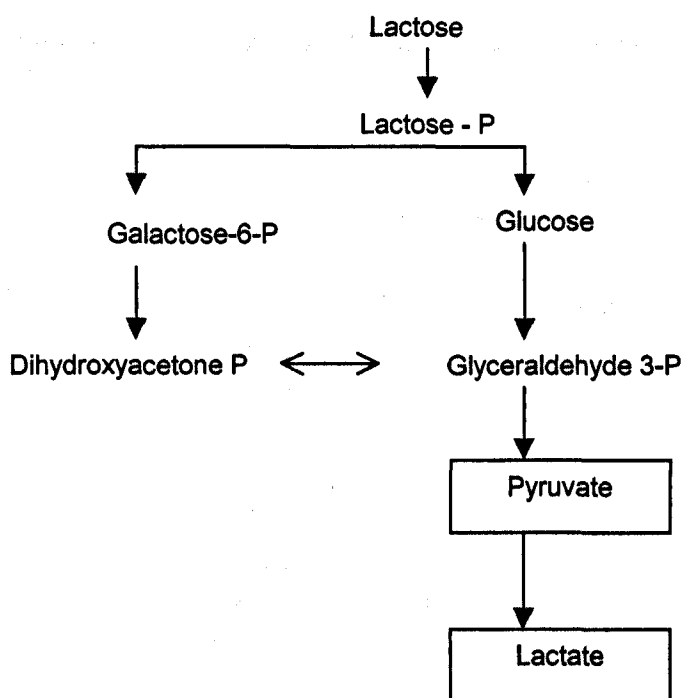 Lactose
Lactose - P
Galactose-6-P
Glucose
Dihydroxyacetone P
Glyceraldehyde 3-P
Pyruvate
Lactate